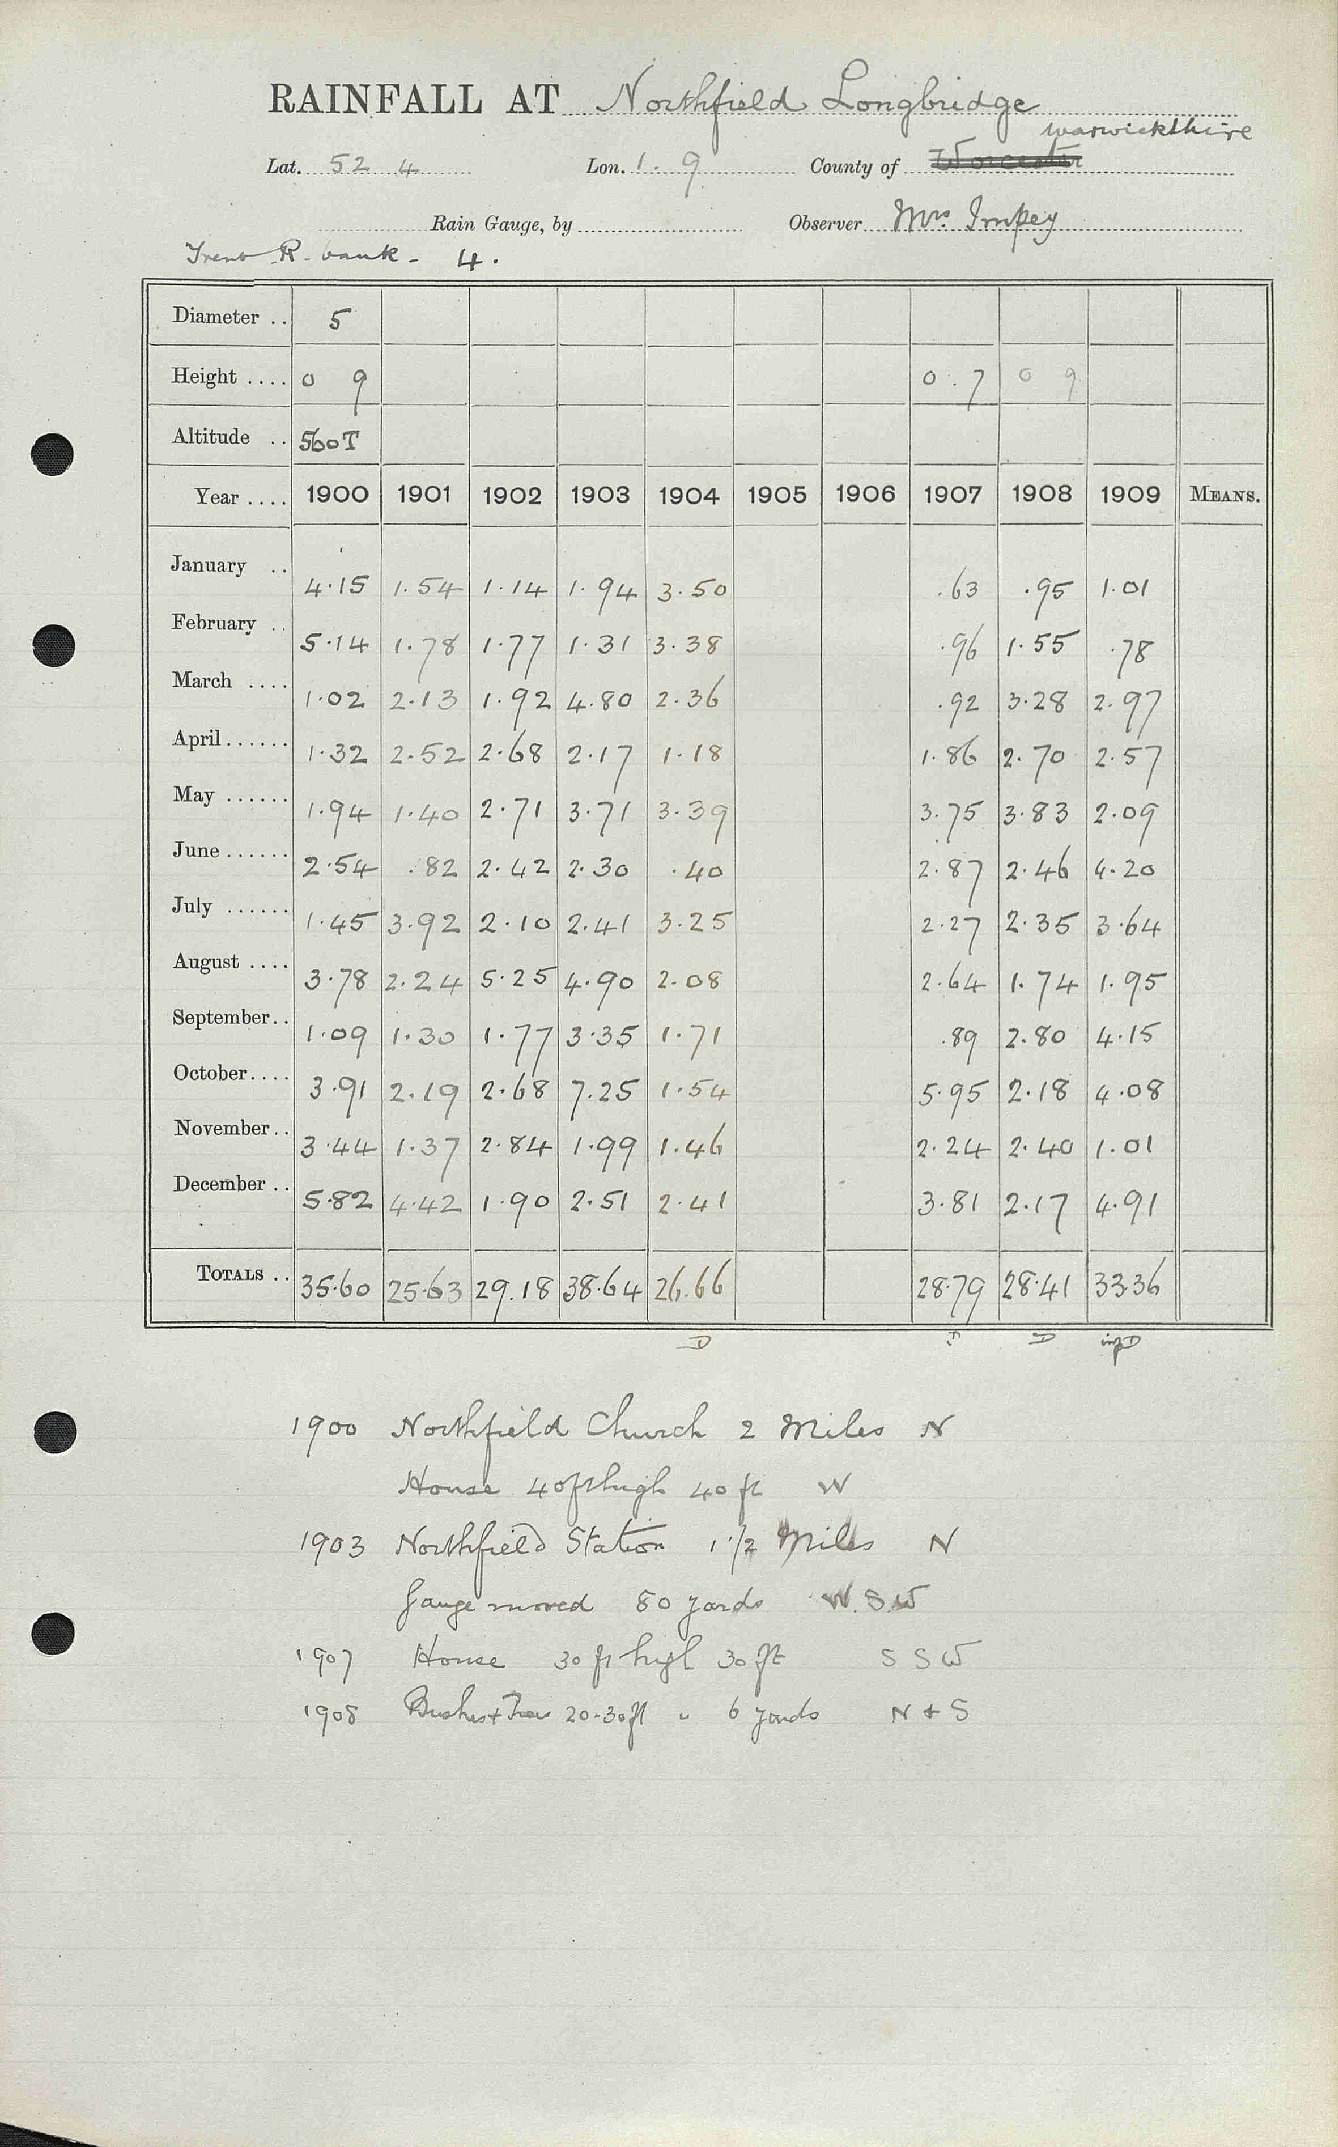 RAINFALL AT Northfield Longbridge
Lat. 52 4 Lon. 1. 9 County of Worcester Warwickshire
Rain Gauge, by Observer Mrs. Impey
Trent R. bank - 4.
Diameter .. 5
Height .... 0 9 0.7 0 9
Altitude .. 560T
Year .... 1900 1901 1902 1903 1904 1905 1906 1907 1908 1909 MEANS.
January .. 4.15 1.54 1.14 1.94 3.50 .63 .95 1.01
February .. 5.14 1.78 1.77 1.31 3.38 .96 1.55 .78
March .... 1.02 2.13 1.92 4.80 2.36 .92 3.28 2.97
April...... 1.32 2.52 2.68 2.17 1.18 1.86 2.70 2.57
May ...... 1.94 1.40 2.71 3.71 3.39 3.75 3.83 2.09
June...... 2.54 .82 2.42 2.30 .40 2.87 2.46 4.20
July ...... 1.45 3.92 2.10 2.41 3.25 2.27 2.35 3.64
August .... 3.78 2.24 5.25 4.90 2.08 2.64 1.74 1.95
September.. 1.09 1.30 1.77 3.35 1.71 .89 2.80 4.15
October.... 3.91 2.19 2.68 7.25 1.54 5.95 2.18 4.08
November.. 3.44 1.37 2.84 1.99 1.46 2.24 2.40 1.01
December .. 5.82 4.42 1.90 2.51 2.41 3.81 2.17 4.91
TOTALS .. 35.60 25.63 29.18 38.64 26.66 28.79 28.41 33.36
D D
1900 Northfield Church 2 Miles N
House 40ft high 40 ft W
1903 Northfield Station 1 1/2 Miles N
Gauge moved 80 yards W.S.W
1907 House 30 ft high 30 ft S S W
1908 Bushes + Trees 20-30ft " 6 yards N + S